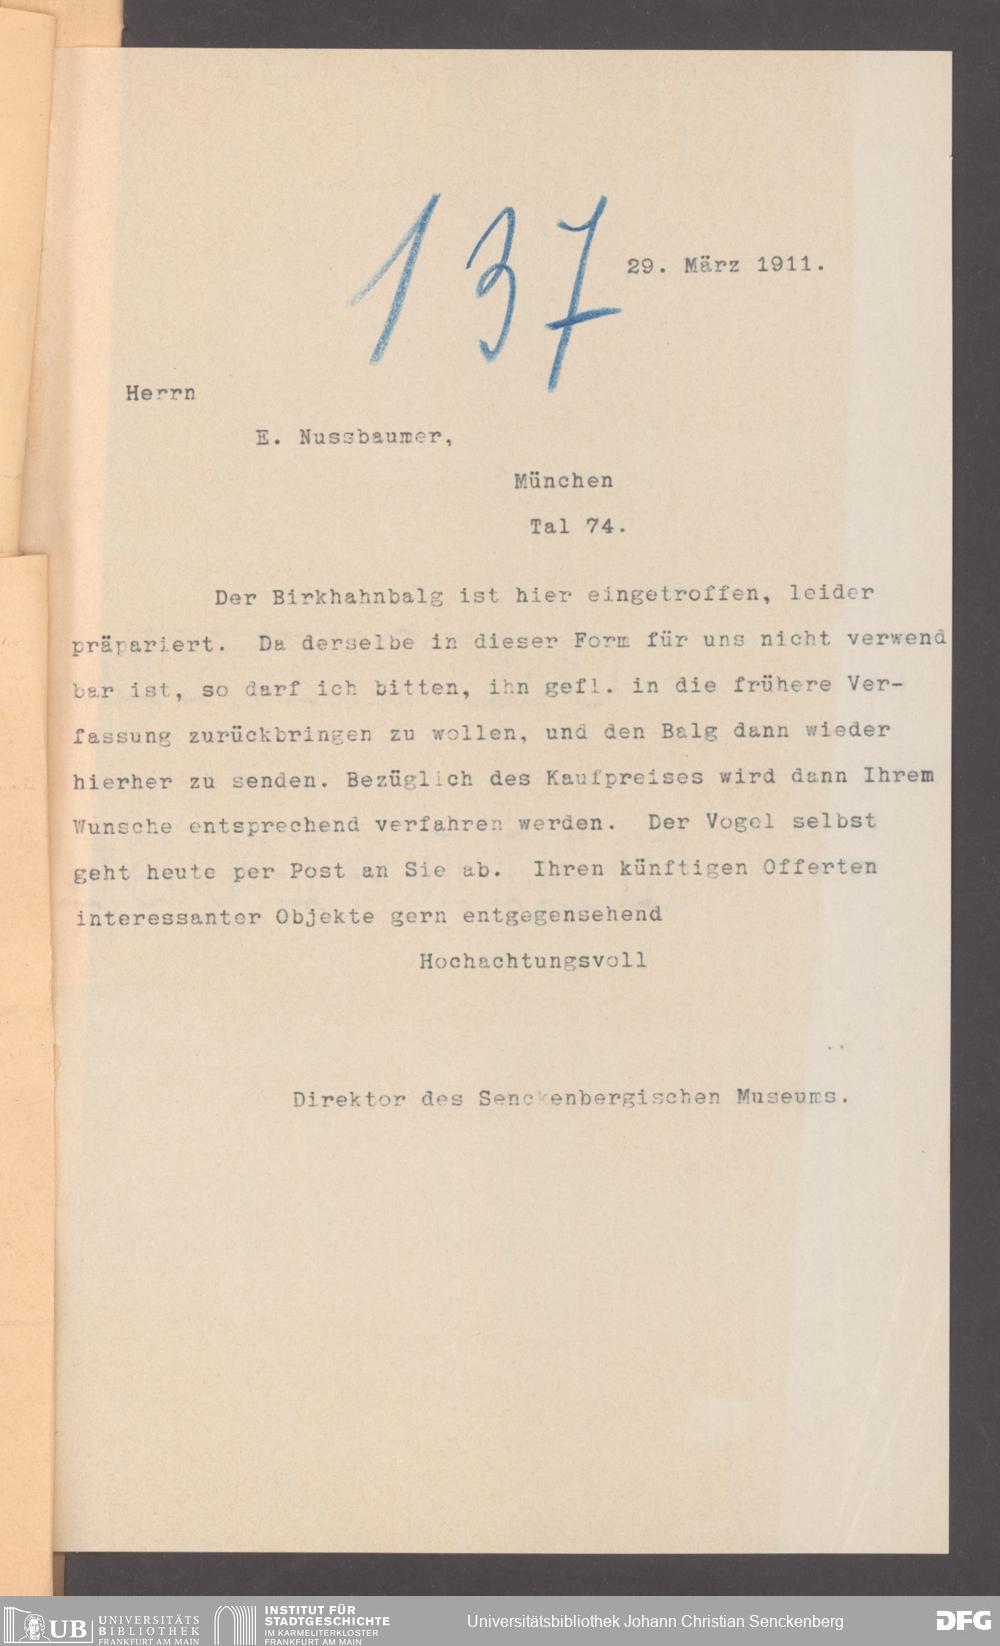 137
29. März 1911.
Herrn
E. Nussbaumer,
München
Tal 74.
Der Birkhahnbalg ist hier eingetroffen, leider
präpariert. Da derselbe in dieser Form für uns nicht verwend
bar ist, so darf ich bitten, ihn gefl. in die frühere Ver-
fassung zurückbringen zu wollen, und den Balg dann wieder
hierher zu senden. Bezüglich des Kaufpreises wird dann Ihrem
Wunsche entsprechend verfahren werden. Der Vogel selbst
geht heute per Post an Sie ab. Ihren künftigen Offerten
interessanter Objekte gern entgegensehend
Hochachtungsvoll
Direktor des Senckenbergischen Museums.
UB UNIVERSITÄTS
BIBLIOTHEK
FRANKFURT AM MAIN
INSTITUT FÜR
STADTGESCHICHTE
IM KARMELITERKLOSTER
FRANKFURT AM MAIN
Universitätsbibliothek Johann Christian Senckenberg
DFG